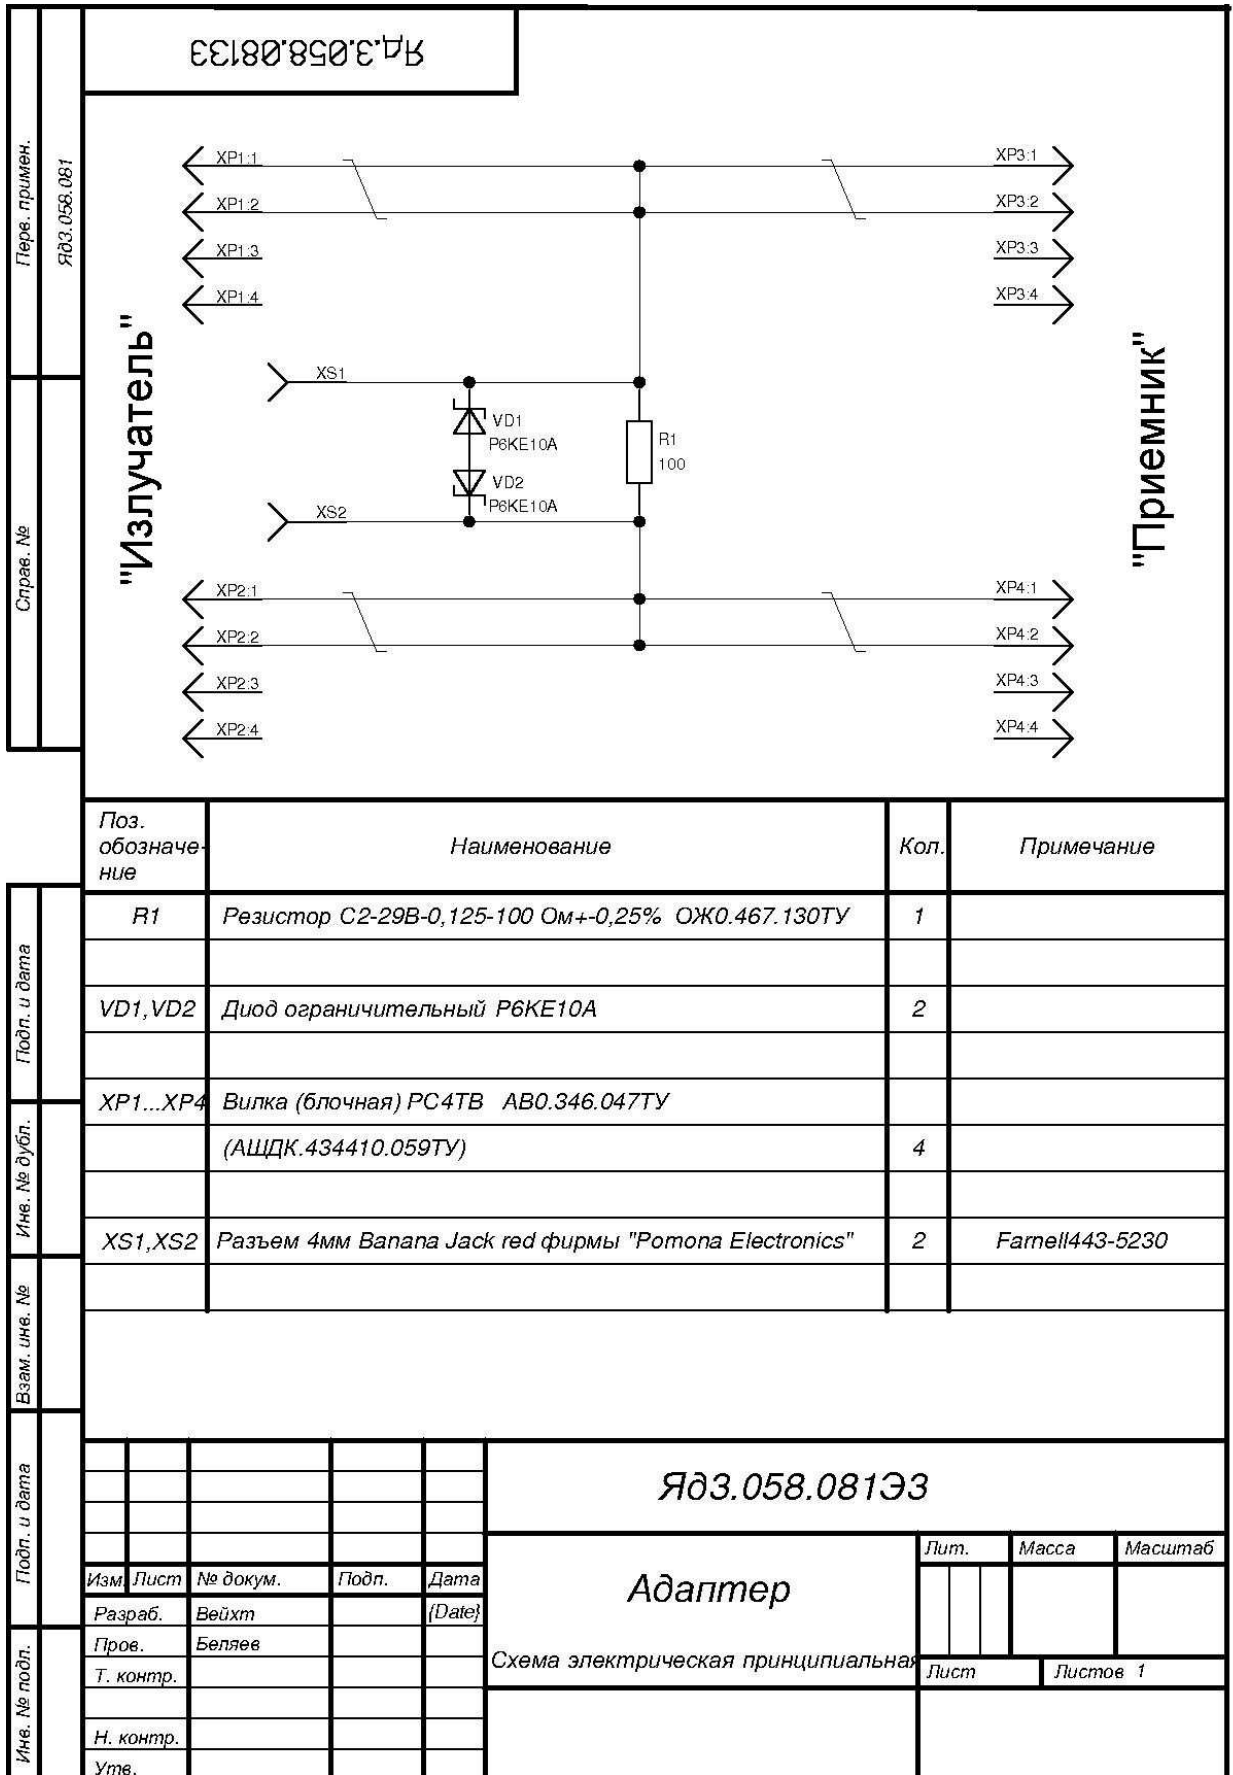 Яд.3.058.081ЭЗ
Перв. примен.
Яд3.058.081
Справ. №
Подп. и дата
Инв. № дубл.
Взам. инв. №
Подп. и дата
Инв. № подл.
"Излучатель"
"Приемник"
XP1:1
XP3:1
XP1:2
XP3:2
XP1:3
XP3:3
XP1:4
XP3:4
XS1
VD1
P6KE10A
R1
100
VD2
P6KE10A
XS2
XP2:1
XP4:1
XP2:2
XP4:2
XP2:3
XP4:3
XP2:4
XP4:4
Поз. обозначе-ние Наименование Кол. Примечание
R1 Резистор С2-29В-0,125-100 Ом+-0,25% ОЖ0.467.130ТУ 1
VD1,VD2 Диод ограничительный P6KE10A 2
XP1...XP4 Вилка (блочная) РС4ТВ АВ0.346.047ТУ
(АШДК.434410.059ТУ) 4
XS1,XS2 Разъем 4мм Banana Jack red фирмы "Pomona Electronics" 2 Farnell443-5230
Яд3.058.081ЭЗ
Изм. Лист № докум. Подп. Дата
Разраб. Вейхт {Date}
Пров. Беляев
Т. контр.
Н. контр.
Утв.
Адаптер
Схема электрическая принципиальная
Лит. Масса Масштаб
Лист Листов 1